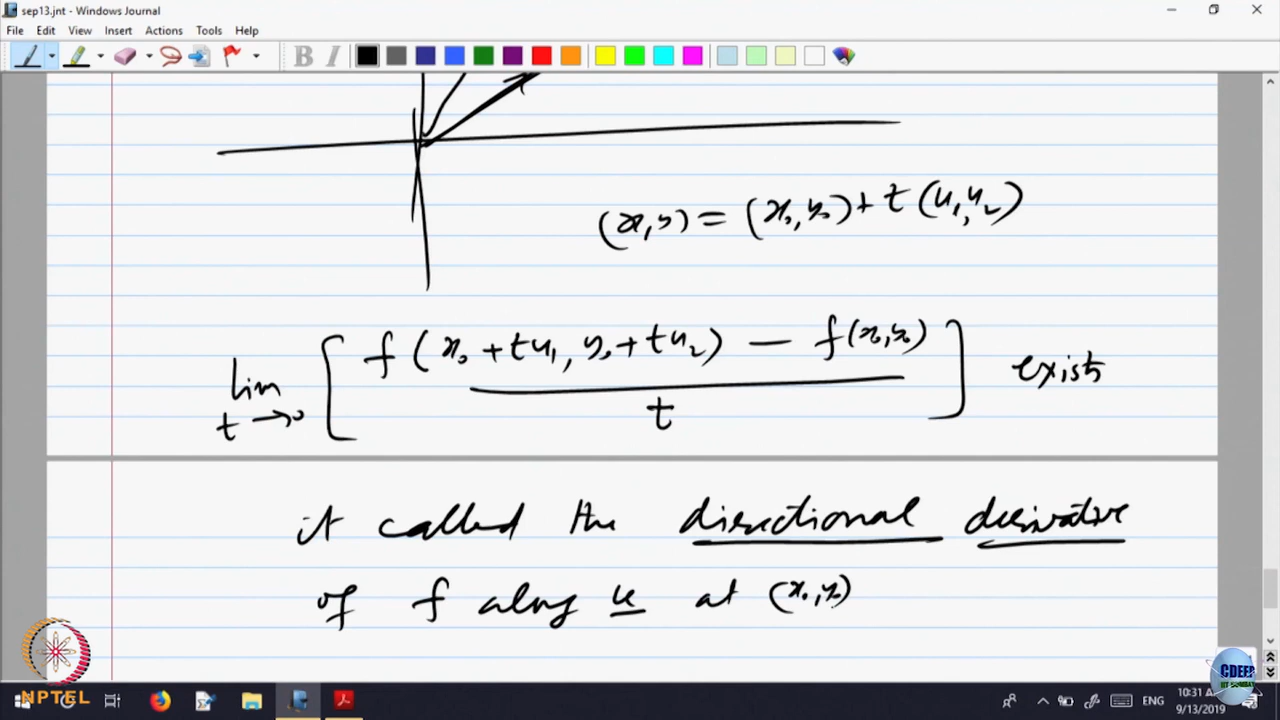 sep13.jnt - Windows Journal
File Edit View Insert Actions Tools Help
B I
(x,y) = (x₀,y₀) + t (u₁,u₂)
lim t→0 [ f(x₀+tu₁, y₀+tu₂) — f(x₀,y₀) / t ] exists
it called the directional derivative
of f along u at (x₀,y₀)
NPTEL
CDEEP
ENG
10:31 A
9/13/2019